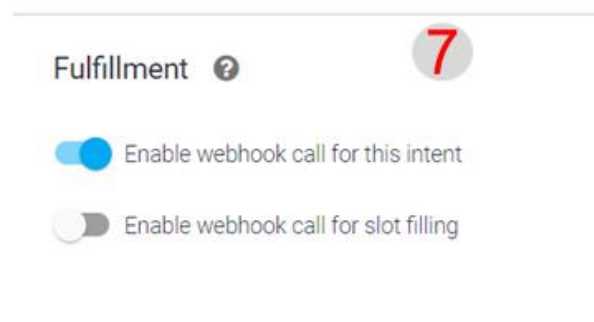 7
Fulfillment ?
Enable webhook call for this intent
Enable webhook call for slot filling